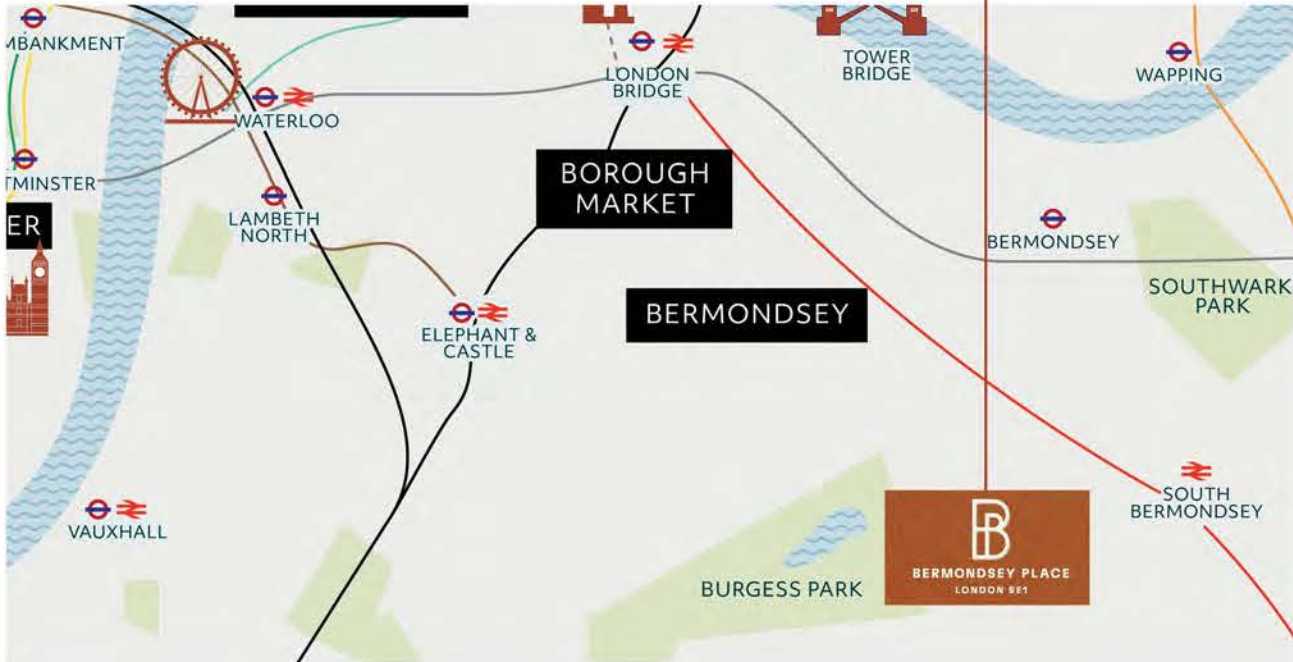 MBANKMENT
TMINSTER
ER
WATERLOO
LAMBETH
NORTH
LONDON
BRIDGE
TOWER
BRIDGE
WAPPING
BOROUGH
MARKET
BERMONDSEY
BERMONDSEY
SOUTHWARK
PARK
ELEPHANT &
CASTLE
VAUXHALL
BURGESS PARK
B
BERMONDSEY PLACE
LONDON SE1
SOUTH
BERMONDSEY